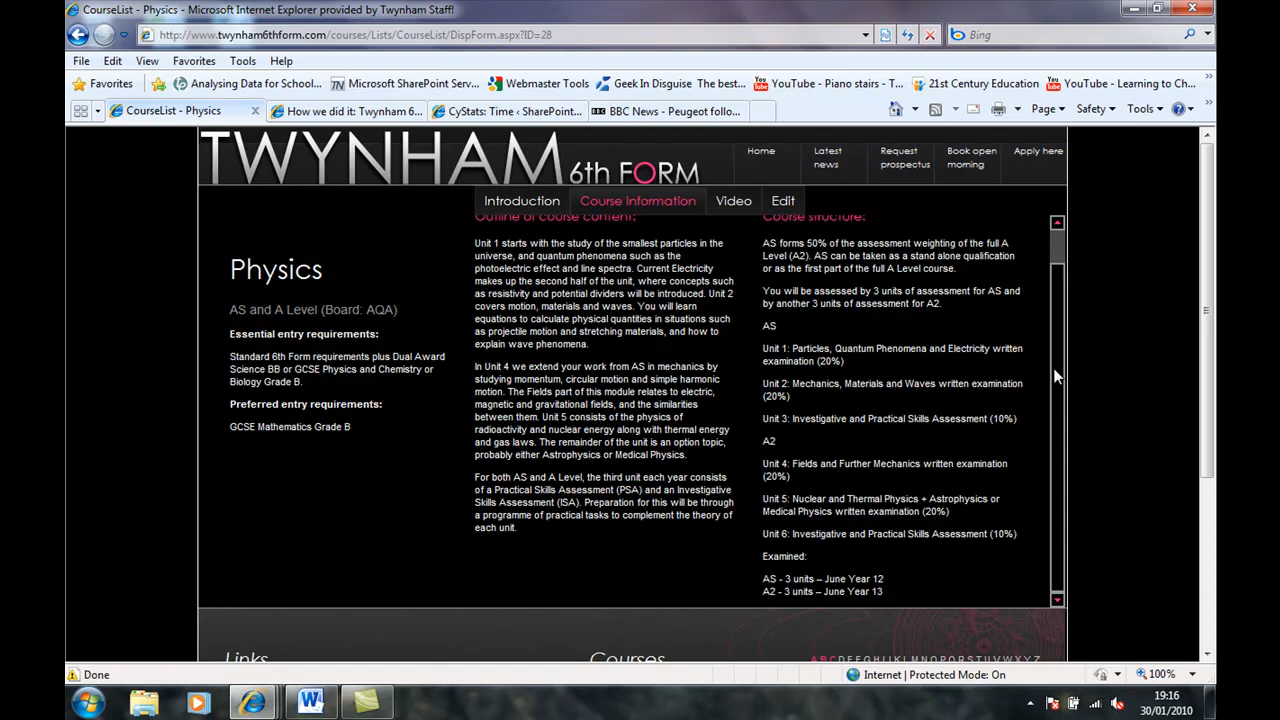 CourseList - Physics - Microsoft Internet Explorer provided by Twynham Staff!
http://www.twynham6thform.com/courses/Lists/CourseList/DispForm.aspx?ID=28
Bing
File Edit View Favorites Tools Help
Favorites Analysing Data for School... Microsoft SharePoint Serv... Webmaster Tools Geek In Disguise The best... YouTube - Piano stairs - T... 21st Century Education YouTube - Learning to Ch...
CourseList - Physics How we did it: Twynham 6... CyStats: Time ‹ SharePoint... BBC News - Peugeot follo... Page Safety Tools
TWYNHAM 6th FORM
Home
Latest news
Request prospectus
Book open morning
Apply here
Introduction Course Information Video Edit
Physics
AS and A Level (Board: AQA)
Essential entry requirements:
Standard 6th Form requirements plus Dual Award
Science BB or GCSE Physics and Chemistry or
Biology Grade B.
Preferred entry requirements:
GCSE Mathematics Grade B
Outline of course content:
Unit 1 starts with the study of the smallest particles in the
universe, and quantum phenomena such as the
photoelectric effect and line spectra. Current Electricity
makes up the second half of the unit, where concepts such
as resistivity and potential dividers will be introduced. Unit 2
covers motion, materials and waves. You will learn
equations to calculate physical quantities in situations such
as projectile motion and stretching materials, and how to
explain wave phenomena.
In Unit 4 we extend your work from AS in mechanics by
studying momentum, circular motion and simple harmonic
motion. The Fields part of this module relates to electric,
magnetic and gravitational fields, and the similarities
between them. Unit 5 consists of the physics of
radioactivity and nuclear energy along with thermal energy
and gas laws. The remainder of the unit is an option topic,
probably either Astrophysics or Medical Physics.
For both AS and A Level, the third unit each year consists
of a Practical Skills Assessment (PSA) and an Investigative
Skills Assessment (ISA). Preparation for this will be through
a programme of practical tasks to complement the theory of
each unit.
Course structure:
AS forms 50% of the assessment weighting of the full A
Level (A2). AS can be taken as a stand alone qualification
or as the first part of the full A Level course.
You will be assessed by 3 units of assessment for AS and
by another 3 units of assessment for A2.
AS
Unit 1: Particles, Quantum Phenomena and Electricity written
examination (20%)
Unit 2: Mechanics, Materials and Waves written examination
(20%)
Unit 3: Investigative and Practical Skills Assessment (10%)
A2
Unit 4: Fields and Further Mechanics written examination
(20%)
Unit 5: Nuclear and Thermal Physics + Astrophysics or
Medical Physics written examination (20%)
Unit 6: Investigative and Practical Skills Assessment (10%)
Examined:
AS - 3 units – June Year 12
A2 - 3 units – June Year 13
Links Courses ABCDEFGHIJKLMNOPQRSTUVWXYZ
Done Internet | Protected Mode: On 100%
19:16
30/01/2010